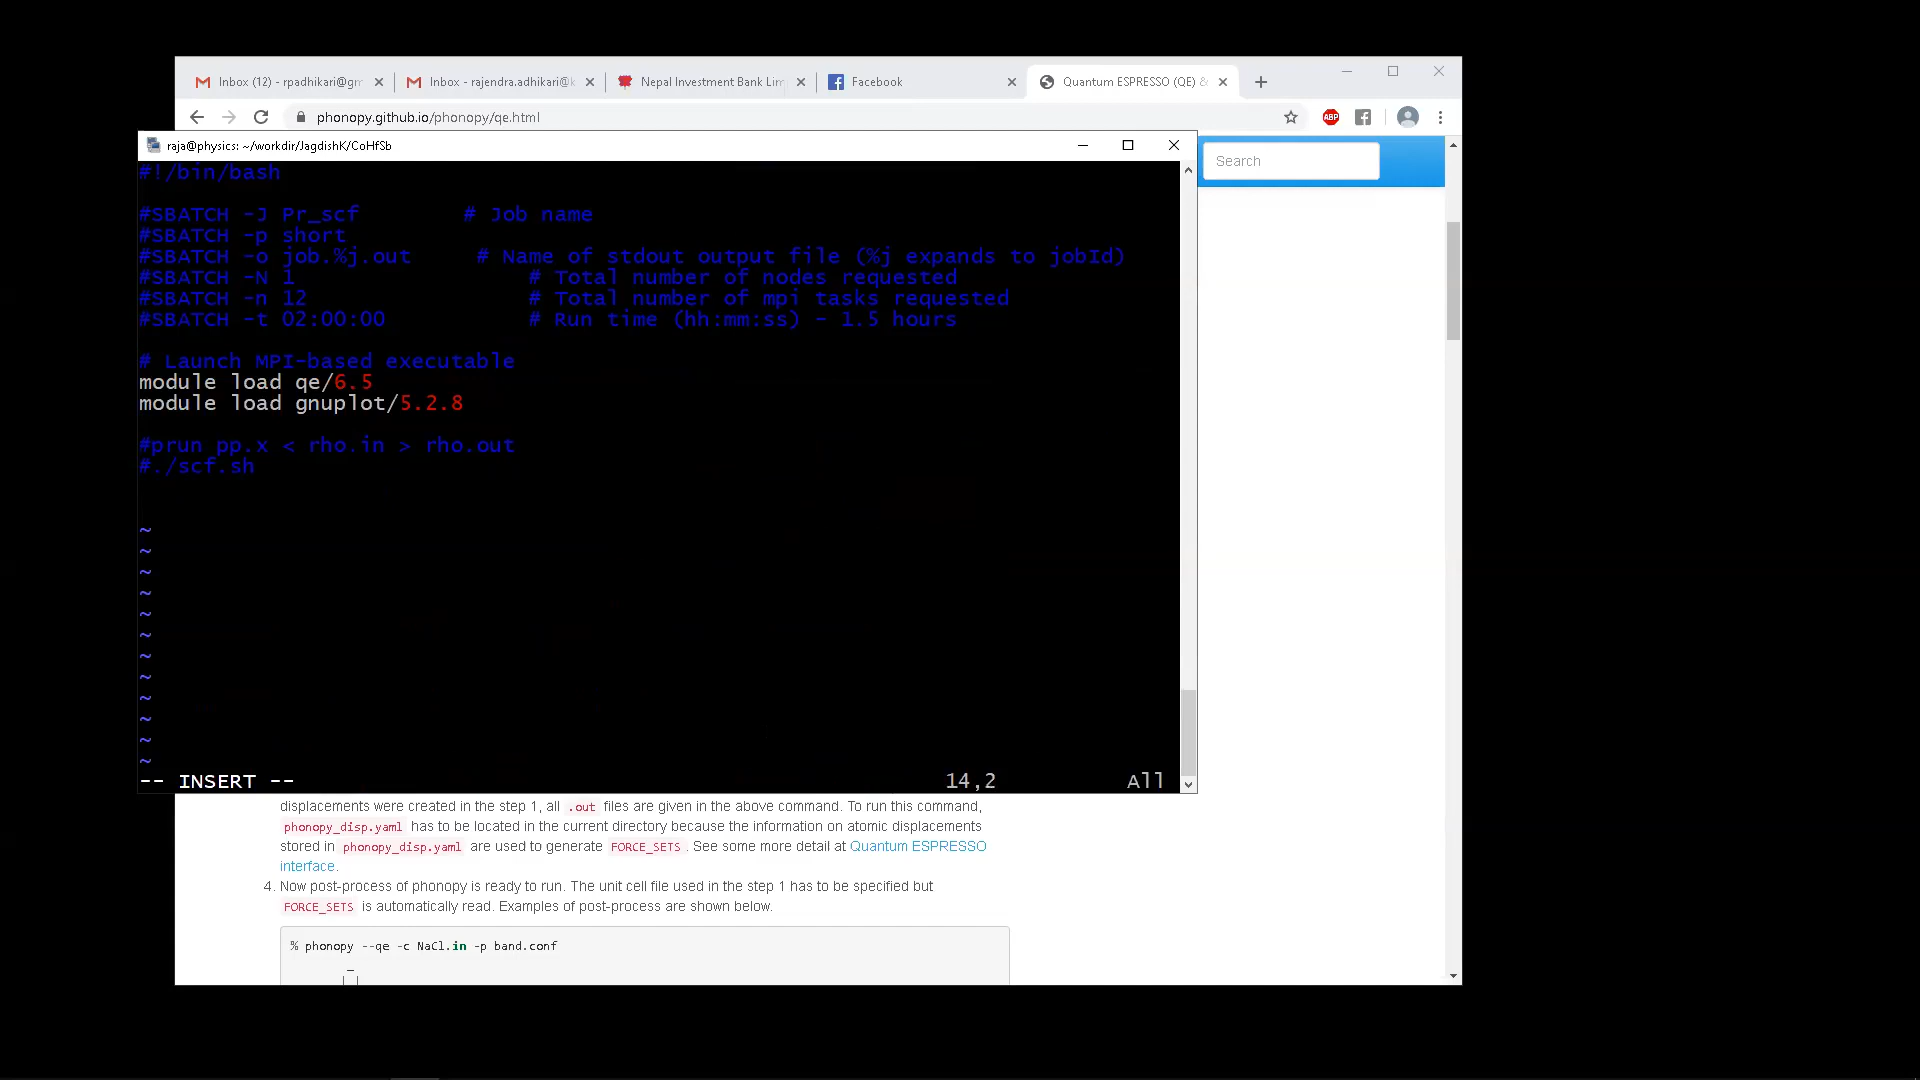 Inbox (12) - rpadhikari@gm
Inbox - rajendra.adhikari@k
Nepal Investment Bank Lim
Facebook
Quantum ESPRESSO (QE) &
phonopy.github.io/phonopy/qe.html
ABP
raja@physics: ~/workdir/JagdishK/CoHfSb
Search
#!/bin/bash
#SBATCH -J Pr_scf # Job name
#SBATCH -p short
#SBATCH -o job.%j.out # Name of stdout output file (%j expands to jobId)
#SBATCH -N 1 # Total number of nodes requested
#SBATCH -n 12 # Total number of mpi tasks requested
#SBATCH -t 02:00:00 # Run time (hh:mm:ss) - 1.5 hours
# Launch MPI-based executable
module load qe/6.5
module load gnuplot/5.2.8
#prun pp.x < rho.in > rho.out
#./scf.sh
~
~
~
~
~
~
~
~
~
~
~
~
-- INSERT -- 14,2 All
displacements were created in the step 1, all .out files are given in the above command. To run this command,
phonopy_disp.yaml has to be located in the current directory because the information on atomic displacements
stored in phonopy_disp.yaml are used to generate FORCE_SETS . See some more detail at Quantum ESPRESSO
interface.
4. Now post-process of phonopy is ready to run. The unit cell file used in the step 1 has to be specified but
FORCE_SETS is automatically read. Examples of post-process are shown below.
% phonopy --qe -c NaCl.in -p band.conf